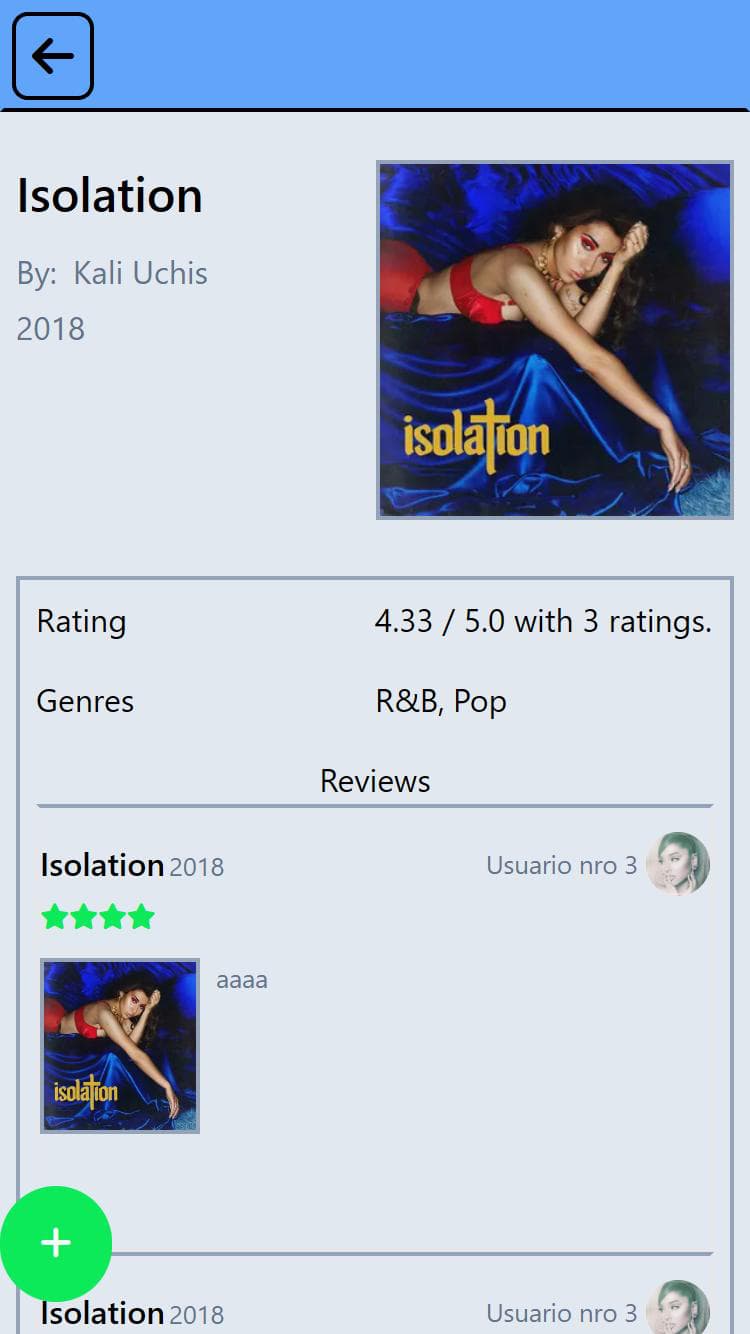 Isolation
By: Kali Uchis
2018
isolation
Rating 4.33 / 5.0 with 3 ratings.
Genres R&B, Pop
Reviews
Isolation 2018 Usuario nro 3
aaaa
isolation
Isolation 2018 Usuario nro 3